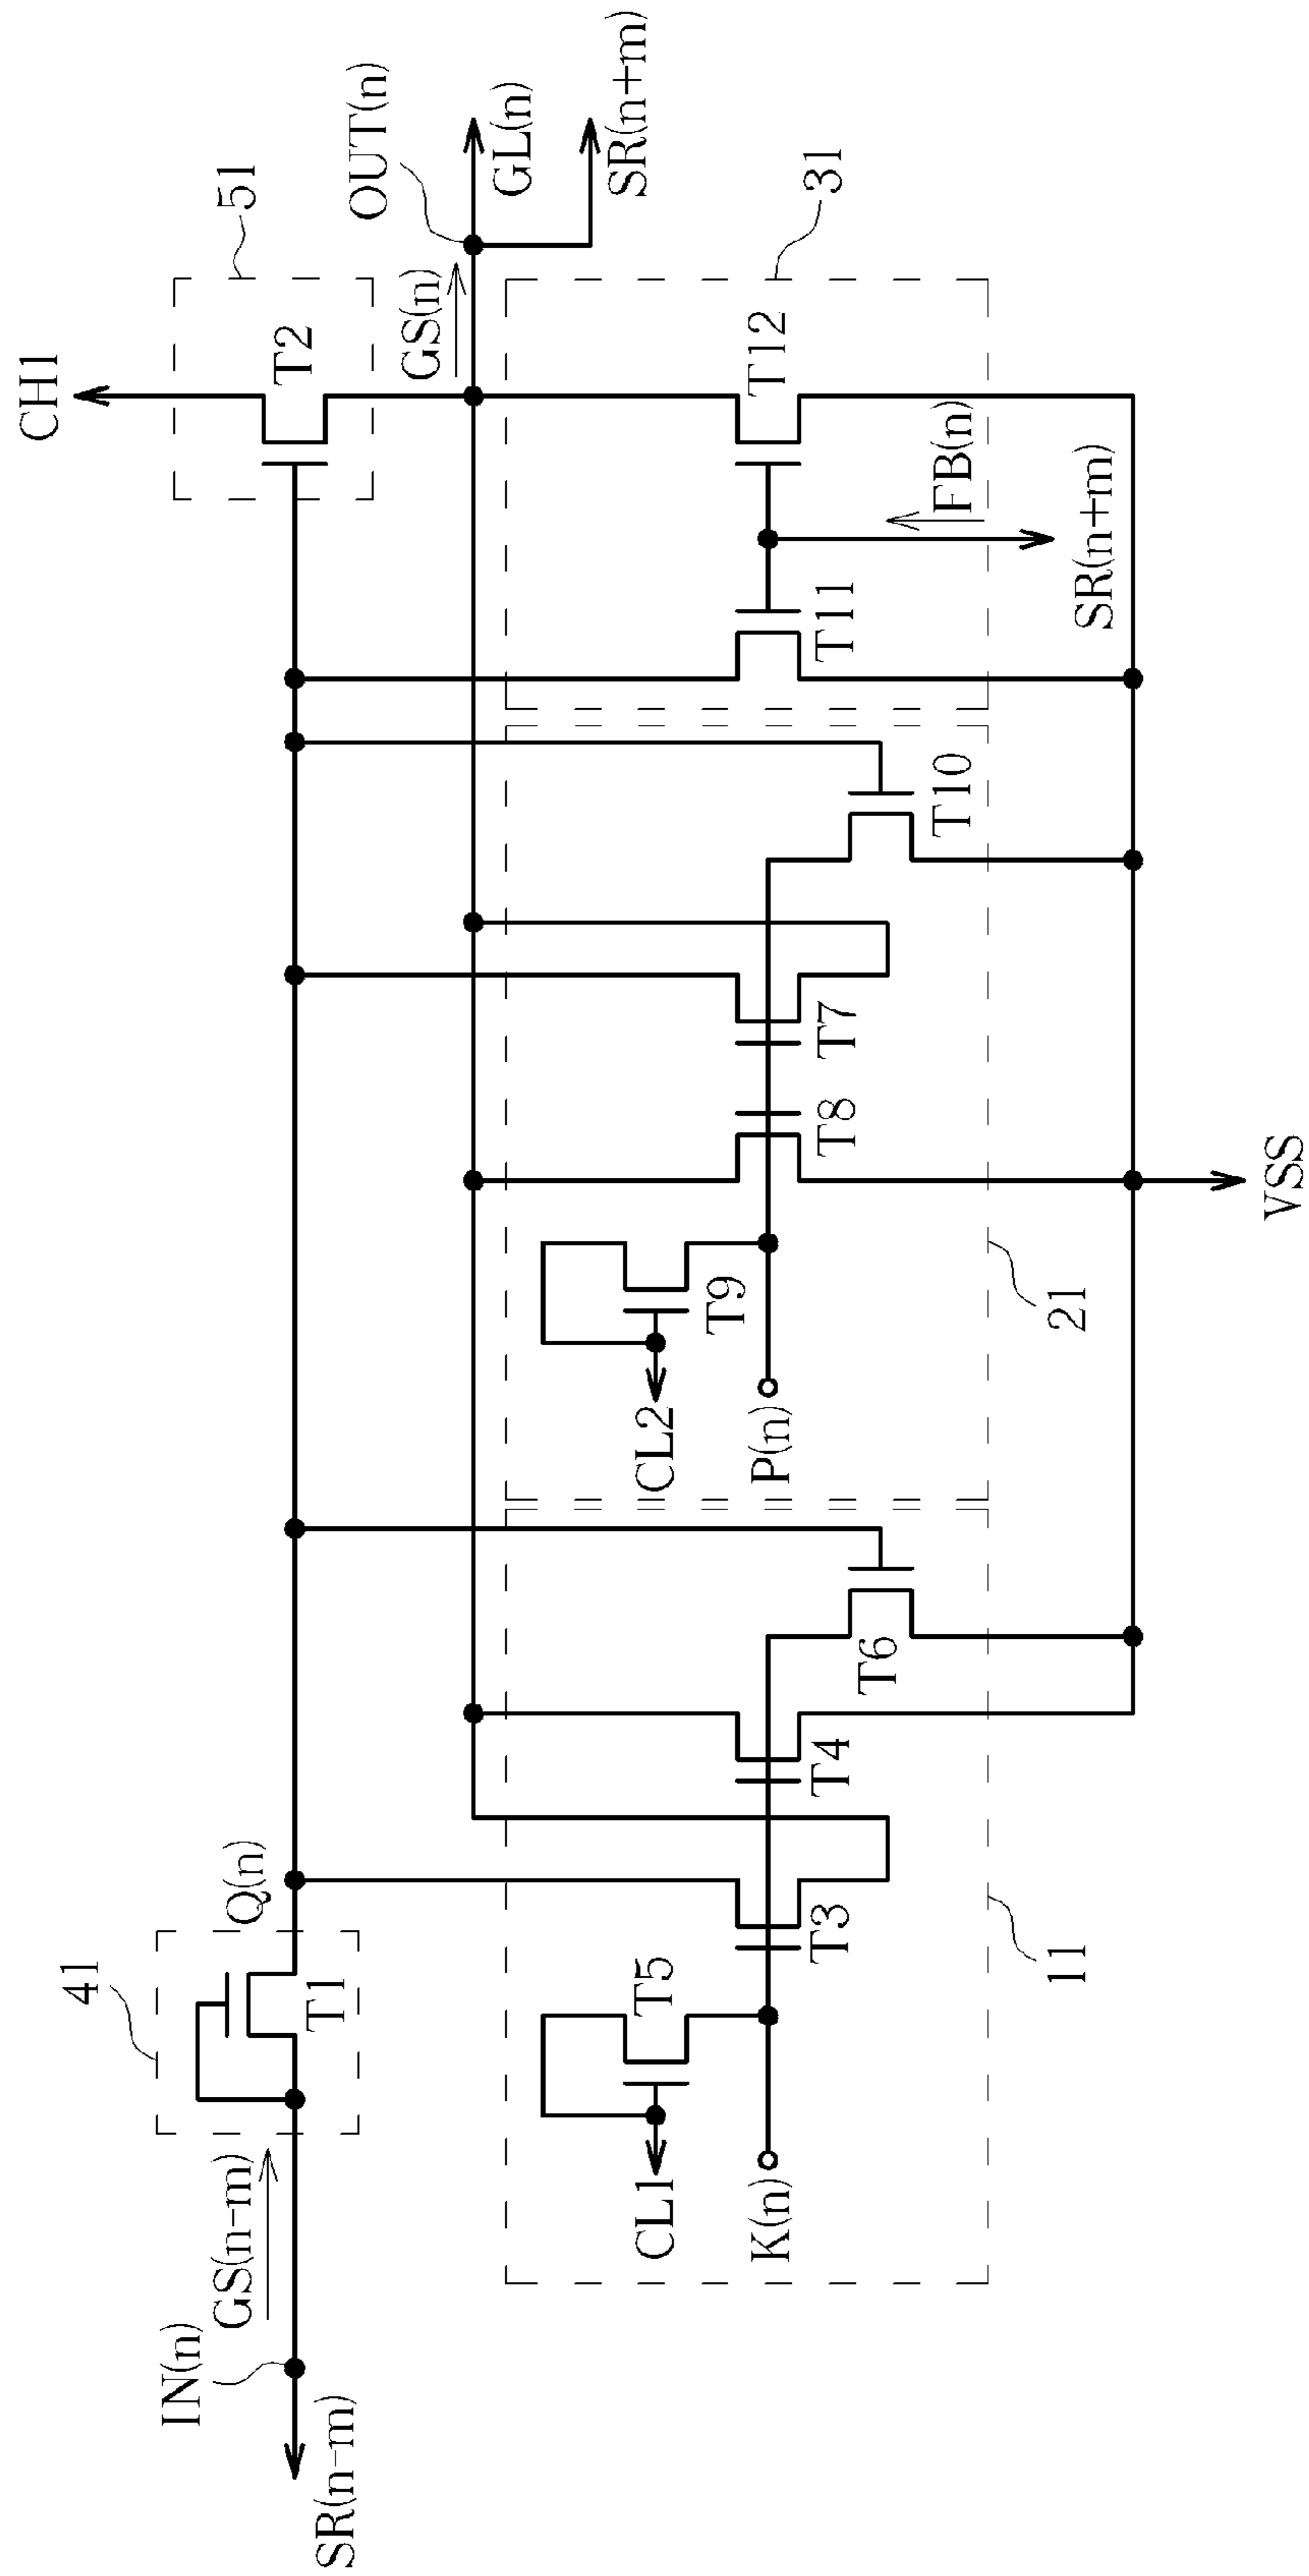 CH1
51
T2
OUT(n)
GL(n)
SR(n+m)
GS(n)
31
T12
FB(n)
SR(n+m)
T11
T10
T7
T8
T9
CL2
P(n)
21
VSS
T6
T4
T3
T5
CL1
K(n)
11
Q(n)
41
T1
GS(n-m)
IN(n)
SR(n-m)